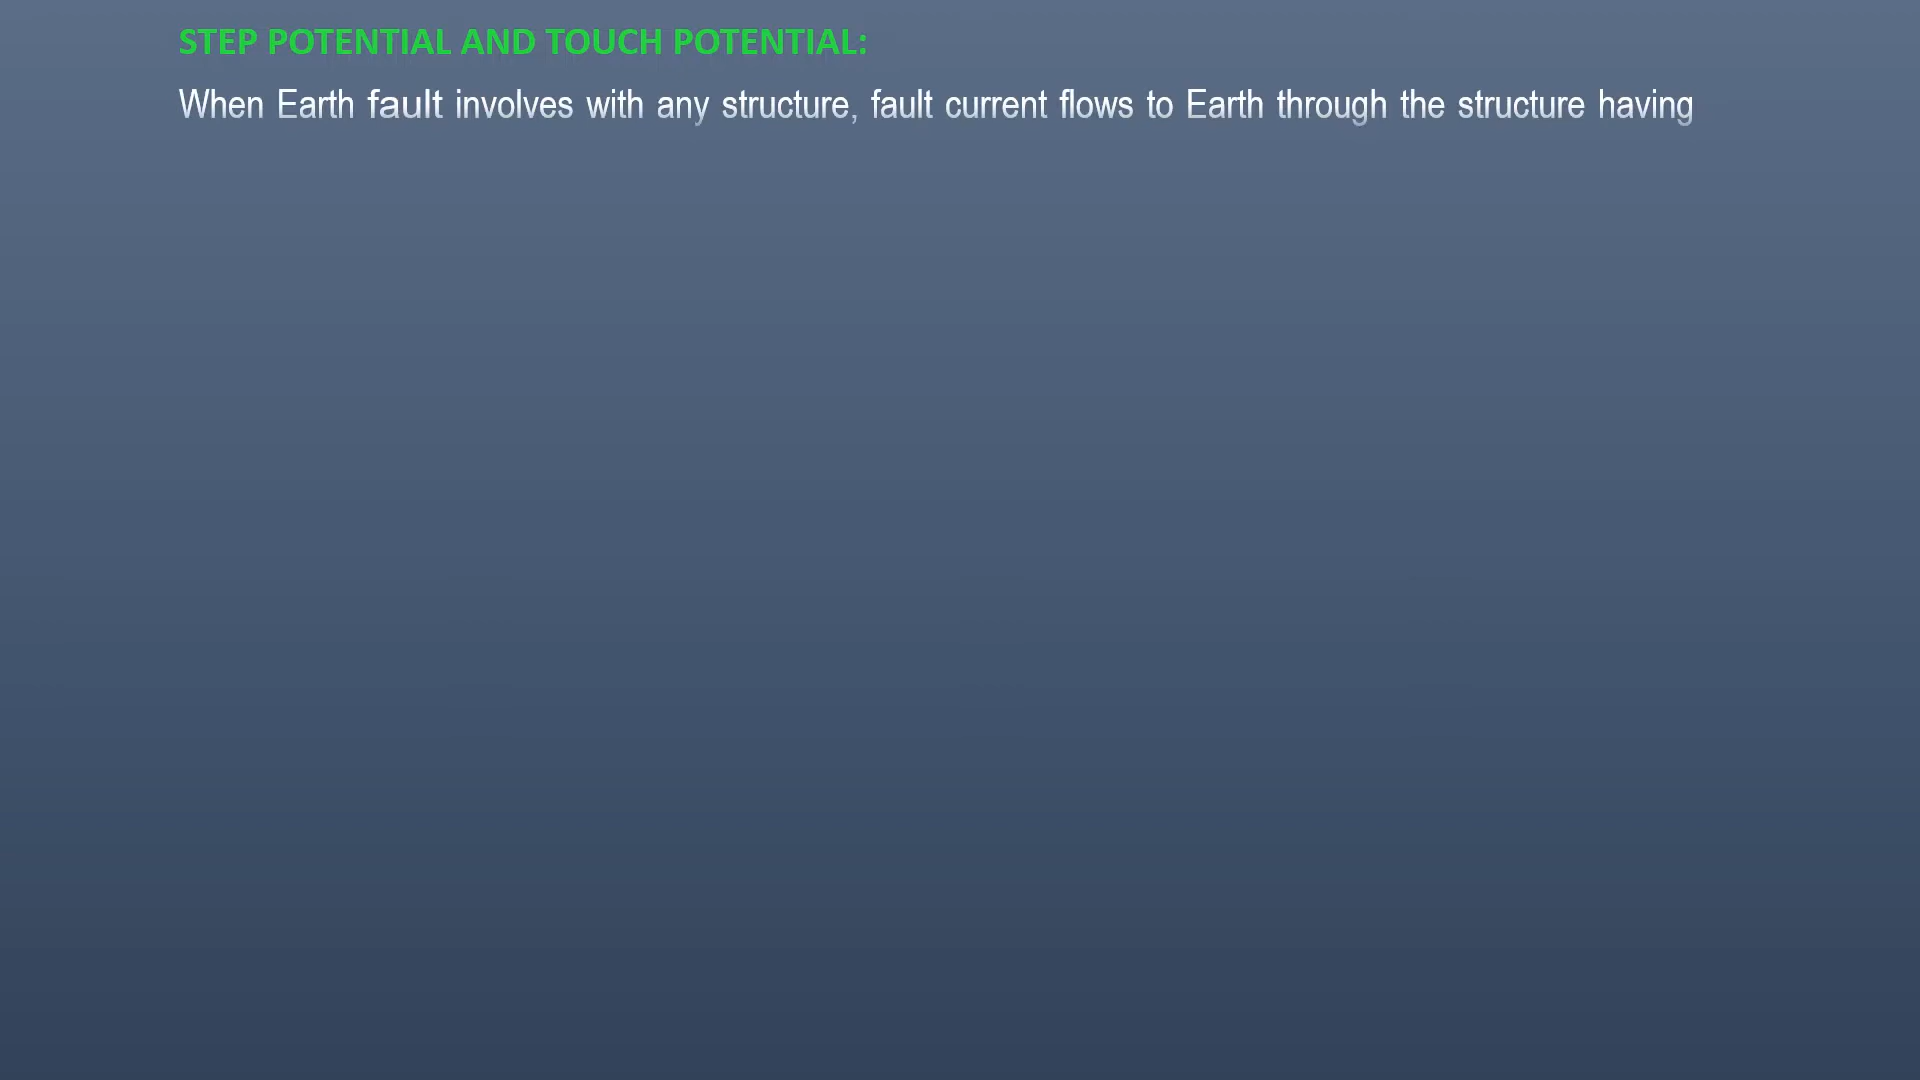 STEP POTENTIAL AND TOUCH POTENTIAL:
When Earth fault involves with any structure, fault current flows to Earth through the structure having